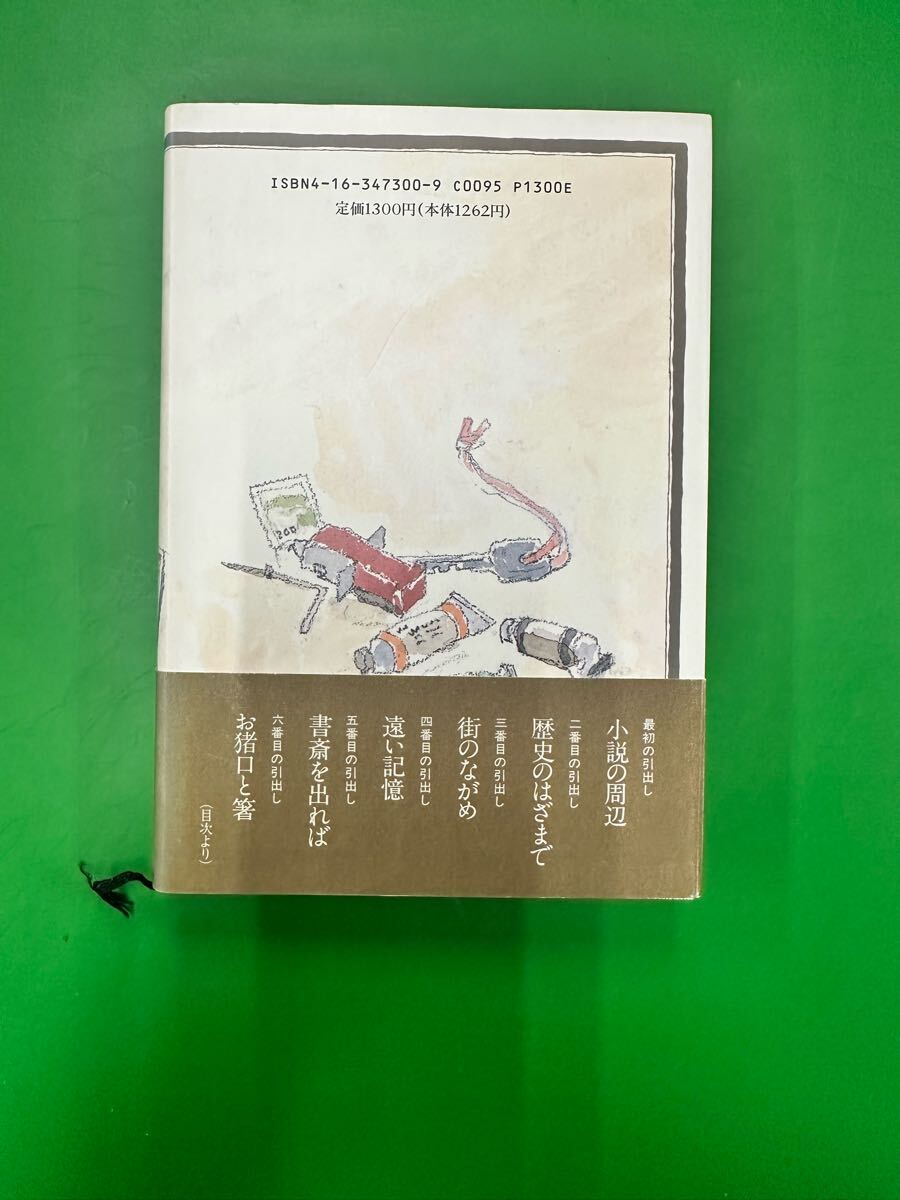 ISBN4-16-347300-9 C0095 P1300E
定価1300円(本体1262円)
200
最初の引出し
小説の周辺
二番目の引出し
歴史のはざまで
三番目の引出し
街のながめ
四番目の引出し
遠い記憶
五番目の引出し
書斎を出れば
六番目の引出し
お猪口と箸
(目次より)